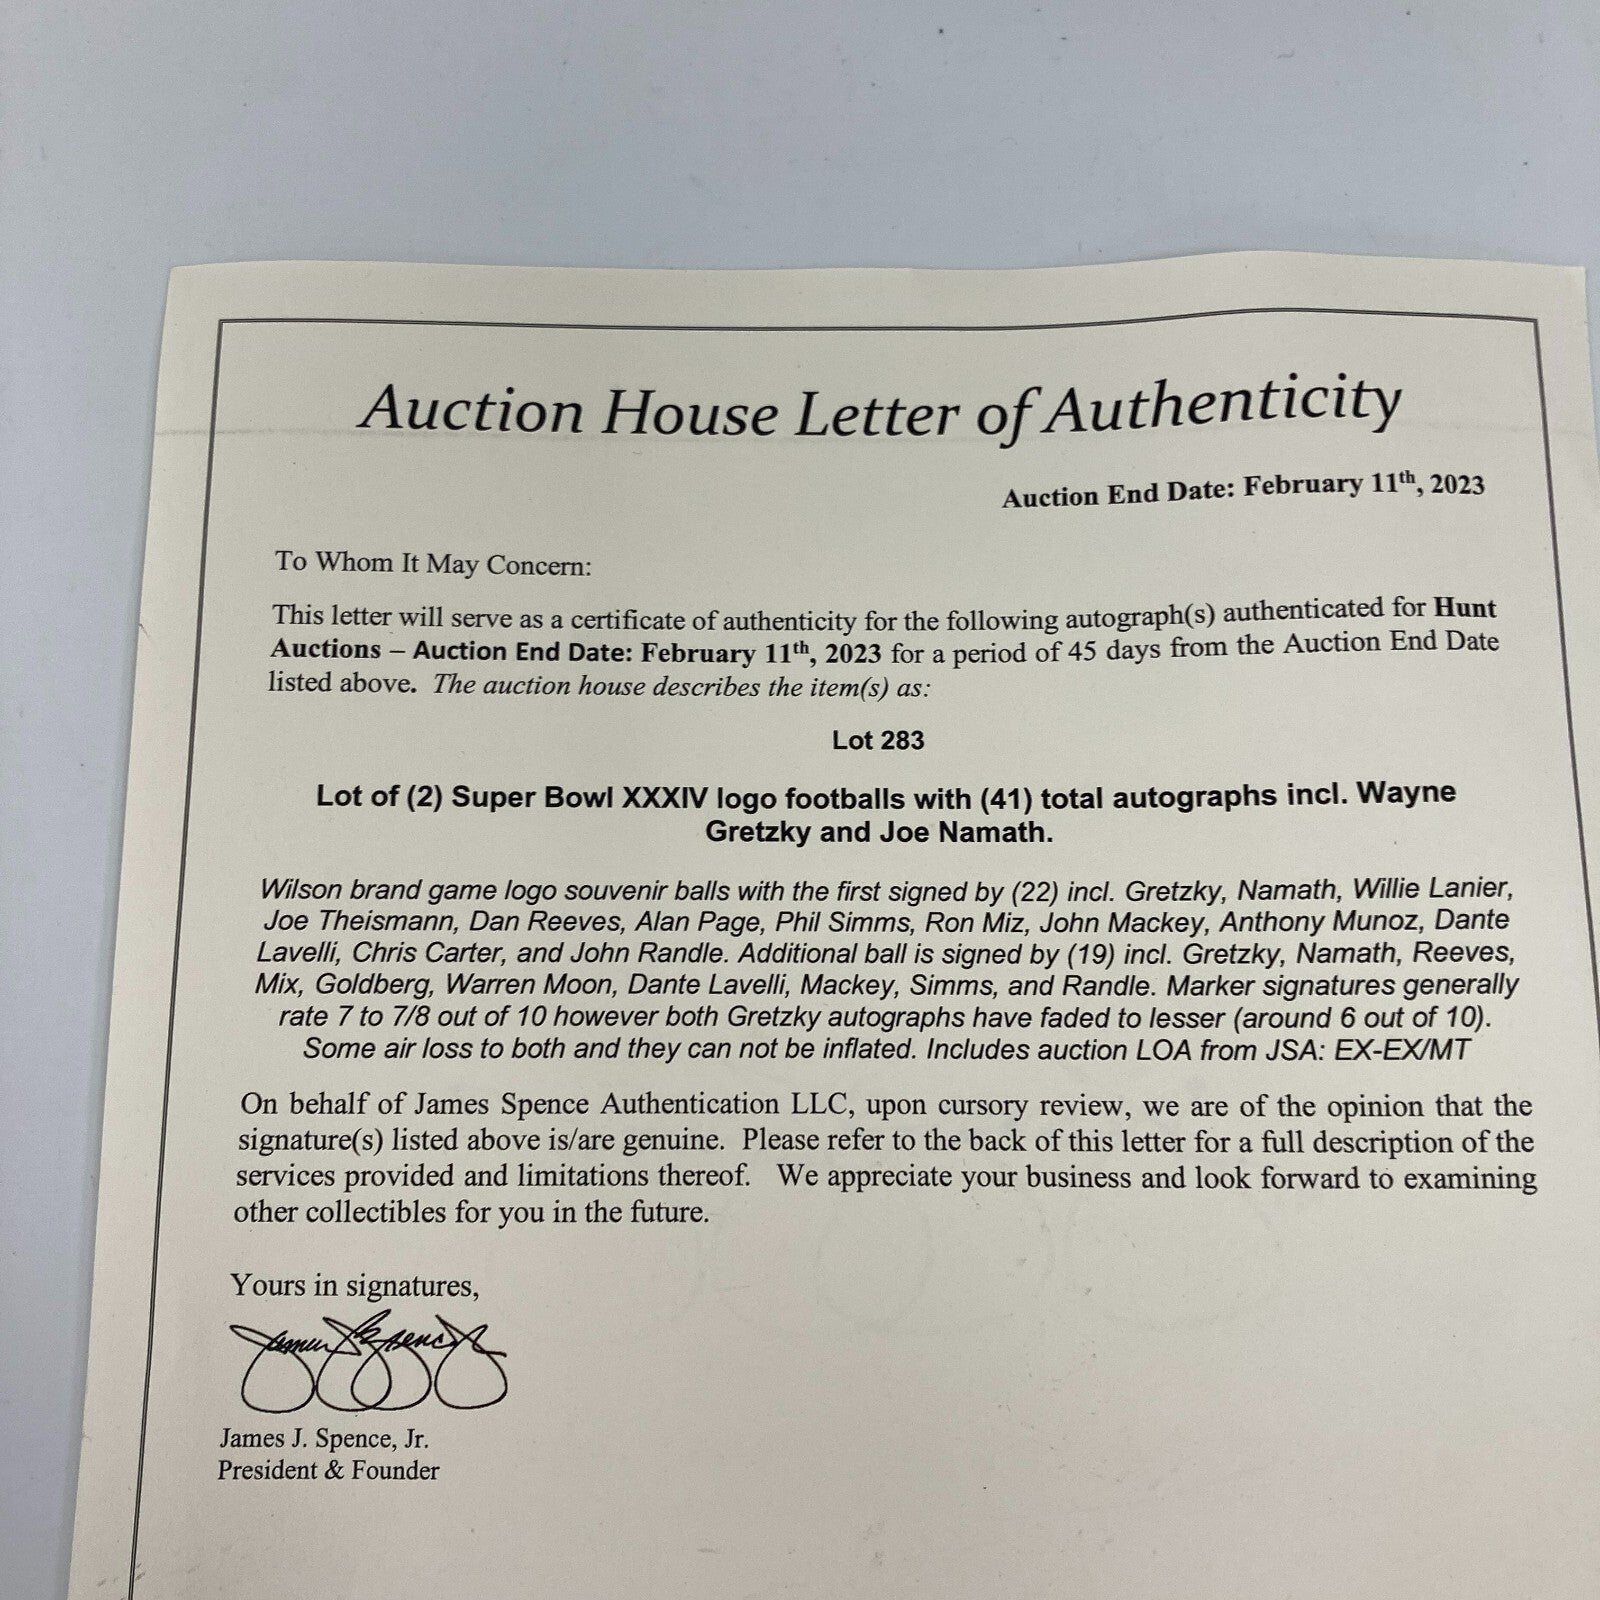 Auction House Letter of Authenticity
Auction End Date: February 11th, 2023
To Whom It May Concern:
This letter will serve as a certificate of authenticity for the following autograph(s) authenticated for Hunt
Auctions – Auction End Date: February 11th, 2023 for a period of 45 days from the Auction End Date
listed above. The auction house describes the item(s) as:
Lot 283
Lot of (2) Super Bowl XXXIV logo footballs with (41) total autographs incl. Wayne
Gretzky and Joe Namath.
Wilson brand game logo souvenir balls with the first signed by (22) incl. Gretzky, Namath, Willie Lanier,
Joe Theismann, Dan Reeves, Alan Page, Phil Simms, Ron Miz, John Mackey, Anthony Munoz, Dante
Lavelli, Chris Carter, and John Randle. Additional ball is signed by (19) incl. Gretzky, Namath, Reeves,
Mix, Goldberg, Warren Moon, Dante Lavelli, Mackey, Simms, and Randle. Marker signatures generally
rate 7 to 7/8 out of 10 however both Gretzky autographs have faded to lesser (around 6 out of 10).
Some air loss to both and they can not be inflated. Includes auction LOA from JSA: EX-EX/MT
On behalf of James Spence Authentication LLC, upon cursory review, we are of the opinion that the
signature(s) listed above is/are genuine. Please refer to the back of this letter for a full description of the
services provided and limitations thereof. We appreciate your business and look forward to examining
other collectibles for you in the future.
Yours in signatures,
James J. Spence, Jr.
James J. Spence, Jr.
President & Founder